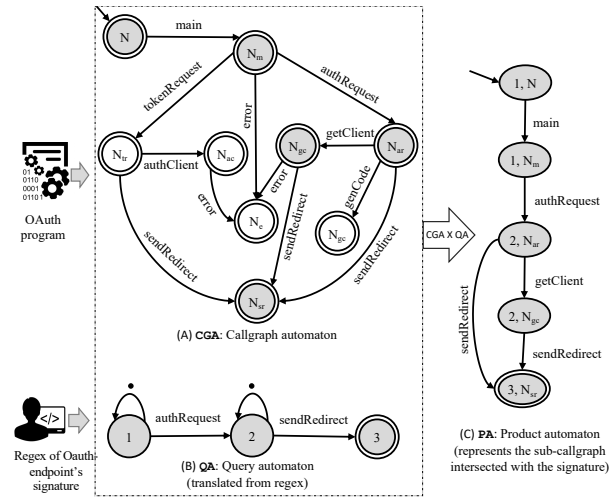 N
main
N_m
tokenRequest
error
authRequest
N_tr
authClient
N_ac
error
N_e
error
N_gc
getClient
N_ar
genCode
N_gc
sendRedirect
sendRedirect
sendRedirect
N_sr
(A) CGA: Callgraph automaton
01
0110
0001
01101
OAuth
program
CGA X QA
1, N
main
1, N_m
authRequest
2, N_ar
getClient
2, N_gc
sendRedirect
sendRedirect
3, N_sr
(C) PA: Product automaton
(represents the sub-callgraph
intersected with the signature)
</>
Regex of Oauth-
endpoint's
signature
1
authRequest
2
sendRedirect
3
(B) QA: Query automaton
(translated from regex)